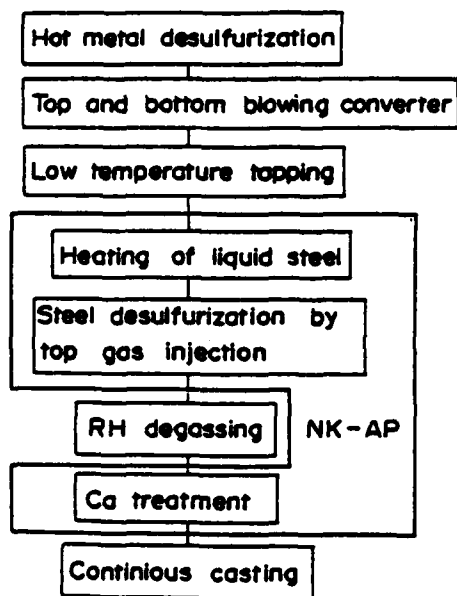 Hot metal desulfurization
Top and bottom blowing converter
Low temperature tapping
Heating of liquid steel
Steel desulfurization by
top gas injection
RH degassing
NK-AP
Ca treatment
Continious casting